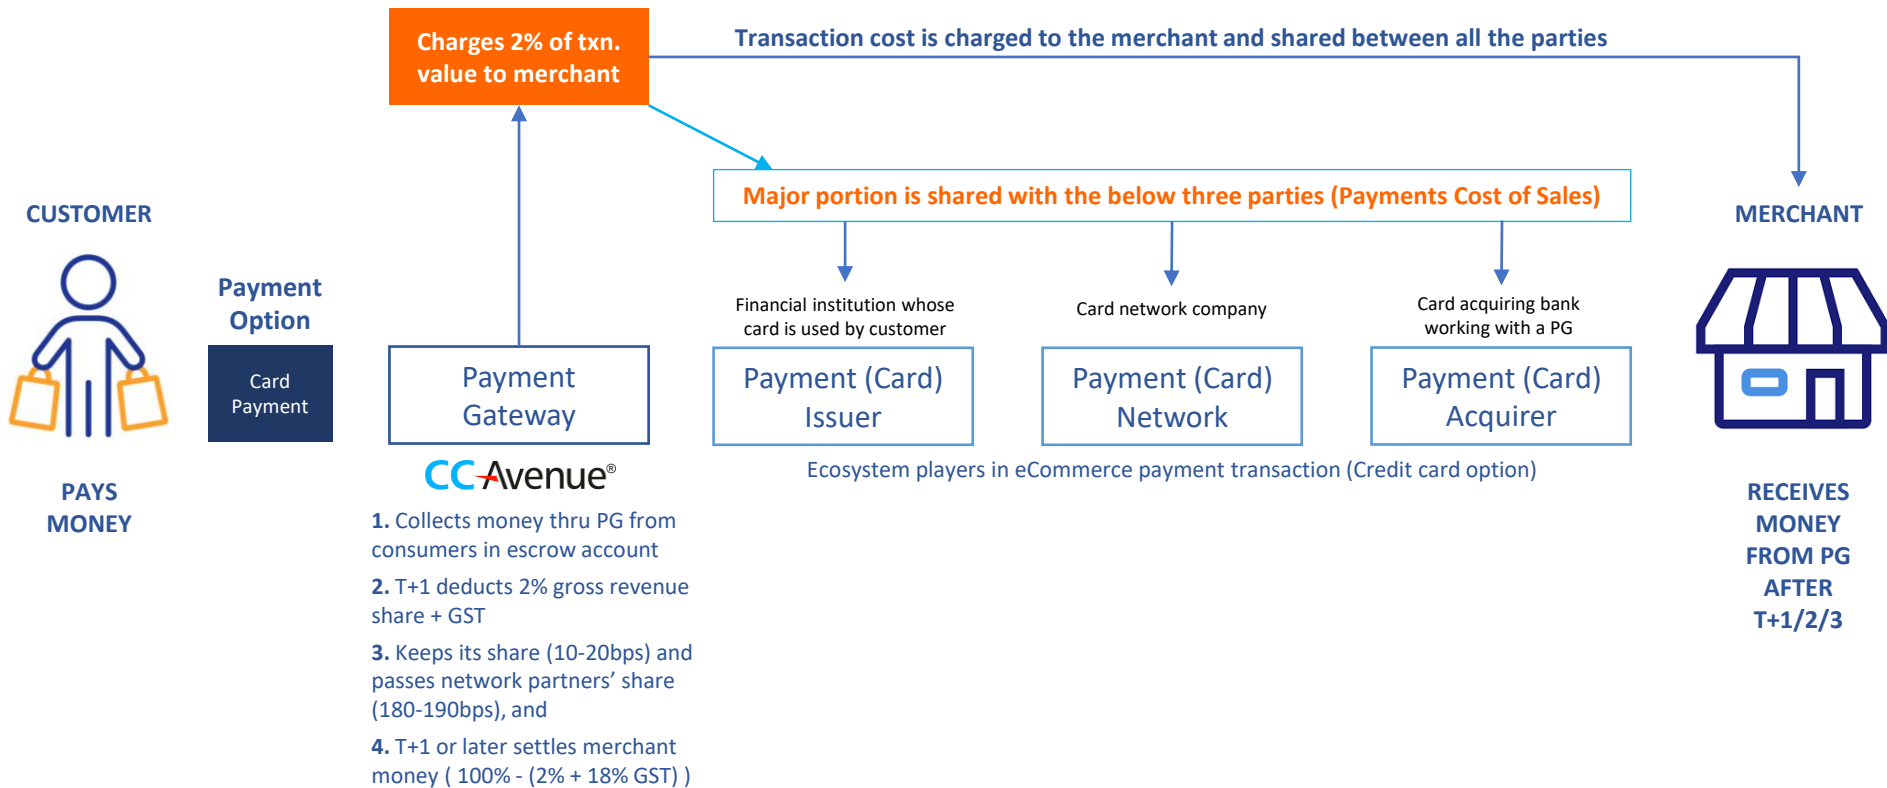 Charges 2% of txn.
value to merchant
Transaction cost is charged to the merchant and shared between all the parties
Major portion is shared with the below three parties (Payments Cost of Sales)
CUSTOMER
PAYS
MONEY
Payment
Option
Card
Payment
Payment
Gateway
CCAvenue®
1. Collects money thru PG from
consumers in escrow account
2. T+1 deducts 2% gross revenue
share + GST
3. Keeps its share (10-20bps) and
passes network partners’ share
(180-190bps), and
4. T+1 or later settles merchant
money ( 100% - (2% + 18% GST) )
Financial institution whose
card is used by customer
Payment (Card)
Issuer
Card network company
Payment (Card)
Network
Card acquiring bank
working with a PG
Payment (Card)
Acquirer
Ecosystem players in eCommerce payment transaction (Credit card option)
MERCHANT
RECEIVES
MONEY
FROM PG
AFTER
T+1/2/3